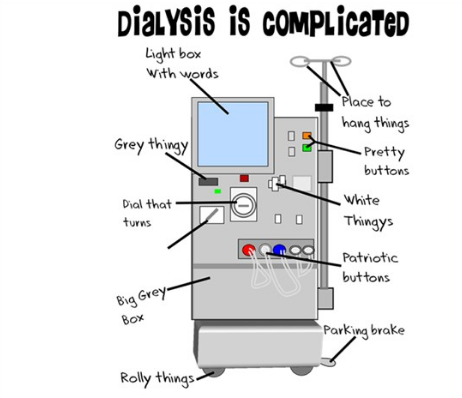 DiALYSiS iS COMPLiCATED
Light box
With words
Place to
hang things
Grey thingy
Pretty
buttons
Dial that
turns
White
Thingys
Patriotic
buttons
Big Grey
Box
Parking brake
Rolly things